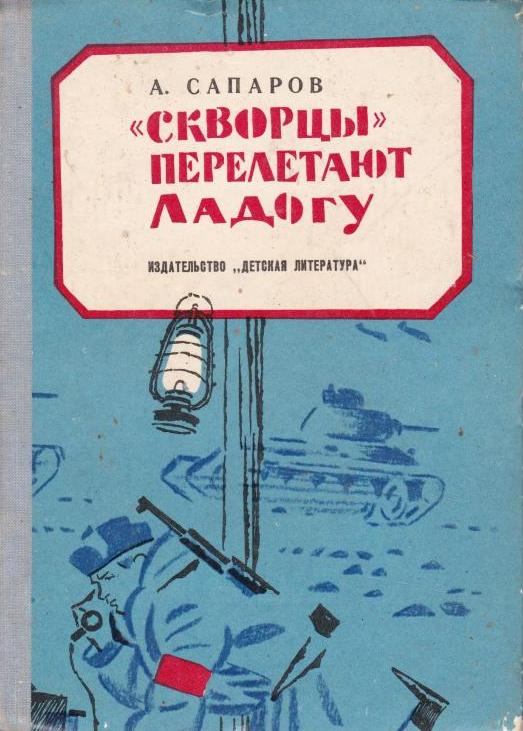 А. САПАРОВ
«СКВОРЦЫ»
ПЕРЕЛЕТАЮТ
ЛАДОГУ
ИЗДАТЕЛЬСТВО „ДЕТСКАЯ ЛИТЕРАТУРА“